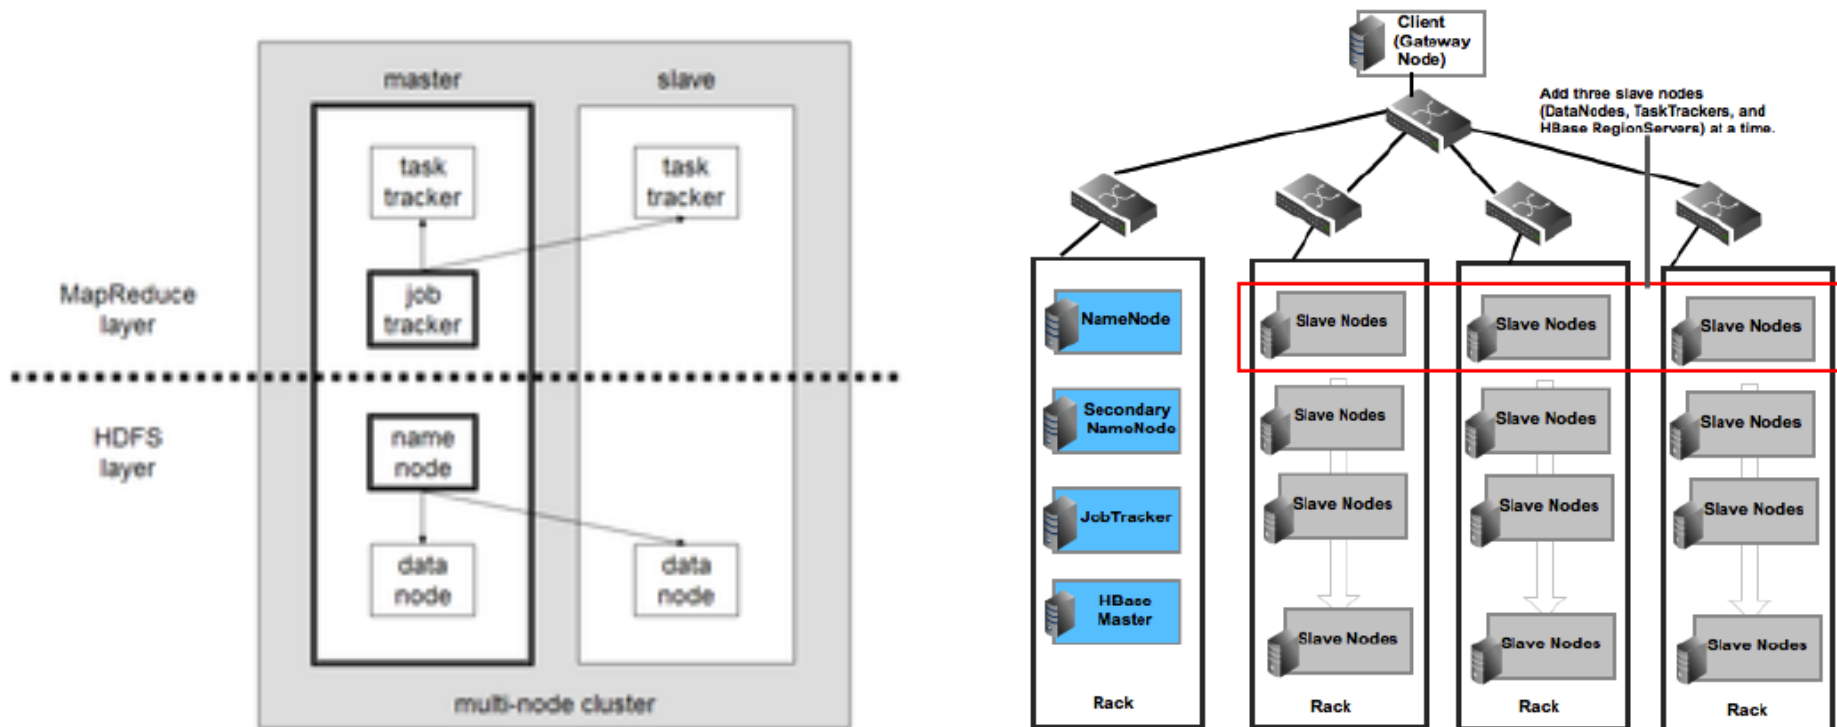 master
slave
task
tracker
task
tracker
job
tracker
MapReduce
layer
HDFS
layer
name
node
data
node
data
node
multi-node cluster
Client
(Gateway
Node)
Add three slave nodes
(DataNodes, TaskTrackers, and
HBase RegionServers) at a time.
NameNode
Secondary
NameNode
JobTracker
HBase
Master
Rack
Slave Nodes
Slave Nodes
Slave Nodes
Slave Nodes
Rack
Slave Nodes
Slave Nodes
Slave Nodes
Slave Nodes
Rack
Slave Nodes
Slave Nodes
Slave Nodes
Slave Nodes
Rack